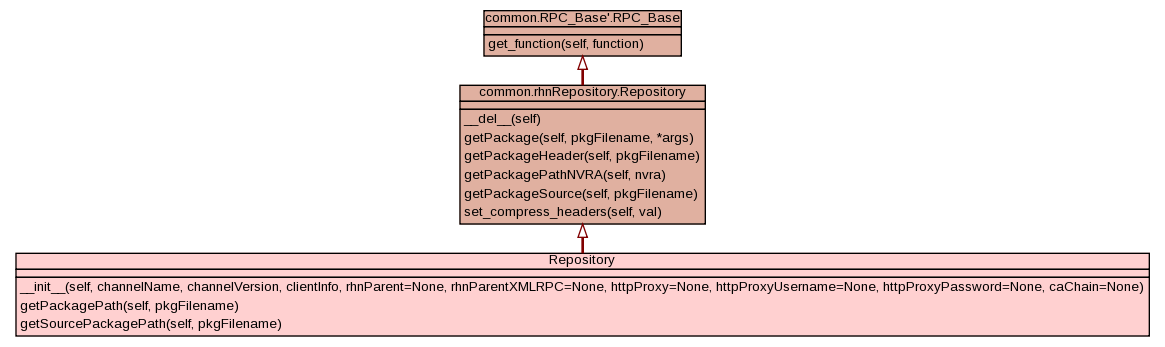 common.RPC_Base'.RPC_Base
get_function(self, function)
common.rhnRepository.Repository
__del__(self)
getPackage(self, pkgFilename, *args)
getPackageHeader(self, pkgFilename)
getPackagePathNVRA(self, nvra)
getPackageSource(self, pkgFilename)
set_compress_headers(self, val)
Repository
__init__(self, channelName, channelVersion, clientInfo, rhnParent=None, rhnParentXMLRPC=None, httpProxy=None, httpProxyUsername=None, httpProxyPassword=None, caChain=None)
getPackagePath(self, pkgFilename)
getSourcePackagePath(self, pkgFilename)